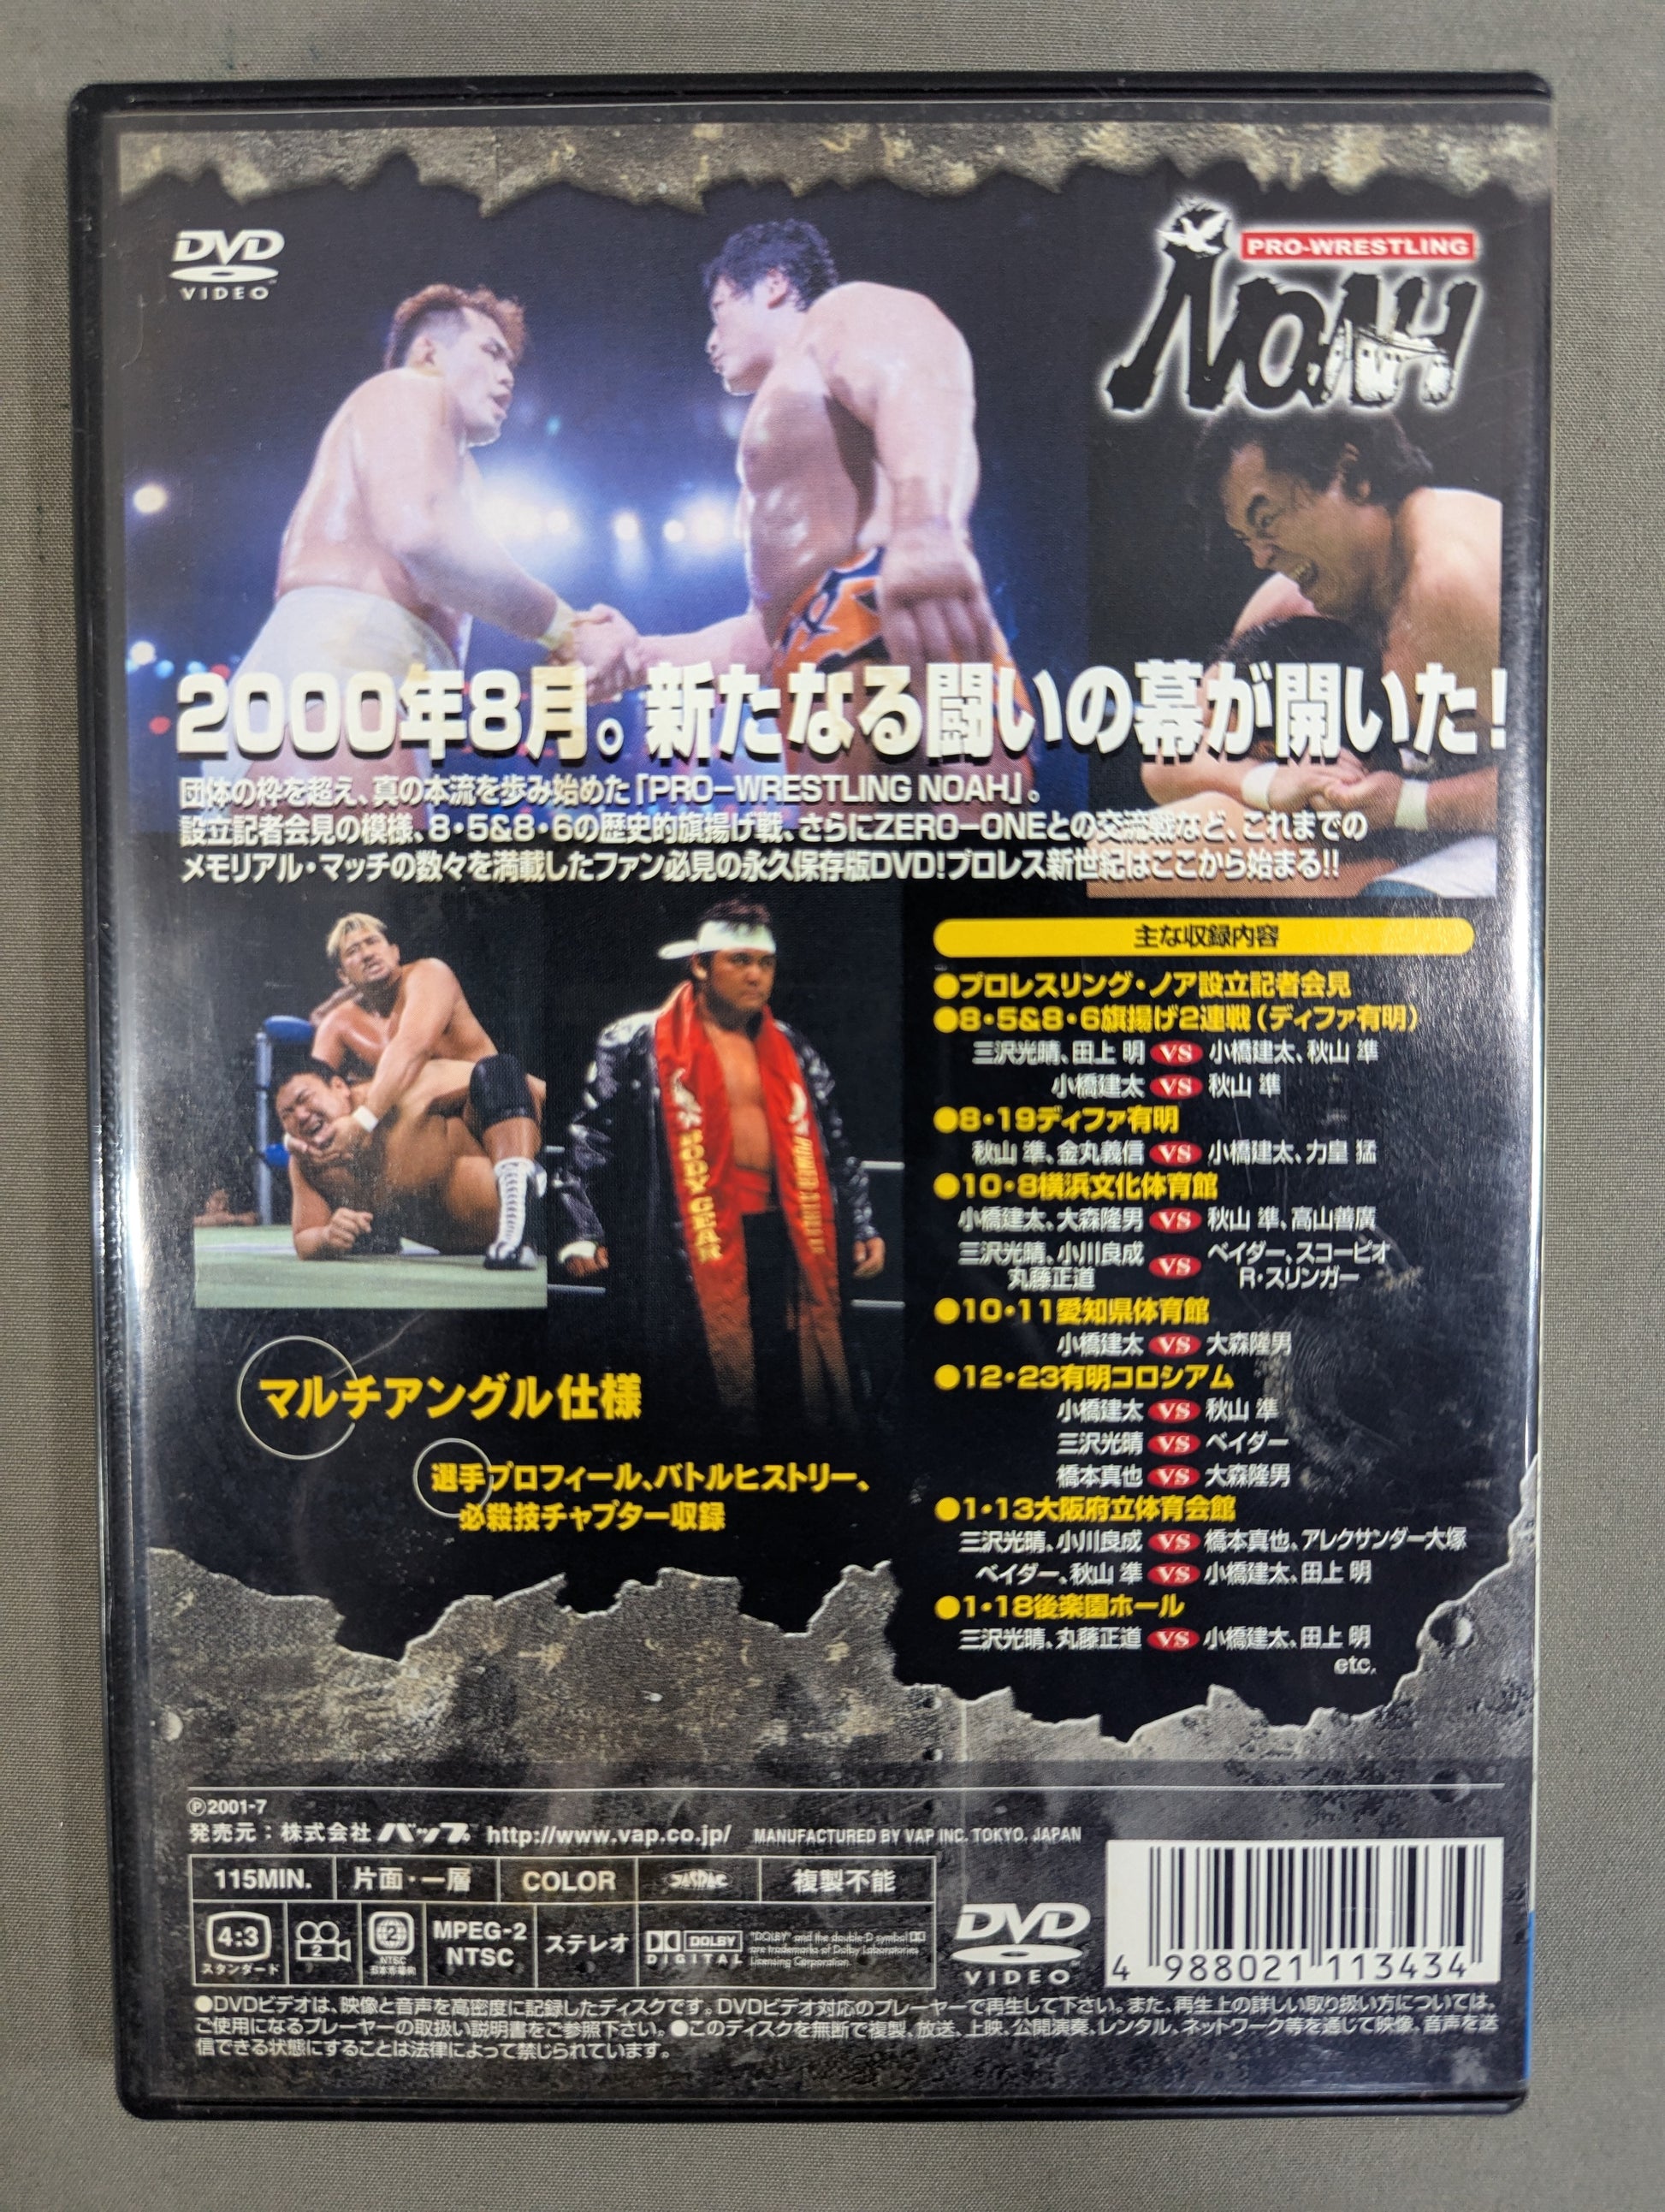 DVD
VIDEO
PRO-WRESTLING
NOAH
2000年8月。新たなる闘いの幕が開いた!
団体の枠を超え、真の本流を歩み始めた「PRO-WRESTLING NOAH」。
設立記者会見の模様、8・5&8・6の歴史的旗揚げ戦、さらにZERO-ONEとの交流戦など、これまでの
メモリアル・マッチの数々を満載したファン必見の永久保存版DVD!プロレス新世紀はここから始まる!!
BODY GEAR
マルチアングル仕様
選手プロフィール、バトルヒストリー、
必殺技チャプター収録
主な収録内容
●プロレスリング・ノア設立記者会見
●8・5&8・6旗揚げ2連戦(ディファ有明)
三沢光晴、田上 明 VS 小橋建太、秋山 準
小橋建太 VS 秋山 準
●8・19ディファ有明
秋山 準、金丸義信 VS 小橋建太、力皇 猛
●10・8横浜文化体育館
小橋建太、大森隆男 VS 秋山 準、高山善廣
三沢光晴、小川良成 丸藤正道 VS ベイダー、スコーピオ R・スリンガー
●10・11愛知県体育館
小橋建太 VS 大森隆男
●12・23有明コロシアム
小橋建太 VS 秋山 準
三沢光晴 VS ベイダー
橋本真也 VS 大森隆男
●1・13大阪府立体育会館
三沢光晴、小川良成 VS 橋本真也、アレクサンダー大塚
ベイダー、秋山 準 VS 小橋建太、田上 明
●1・18後楽園ホール
三沢光晴、丸藤正道 VS 小橋建太、田上 明
etc.
Ⓟ2001-7
発売元：株式会社バップ http://www.vap.co.jp/ MANUFACTURED BY VAP INC. TOKYO, JAPAN
115MIN. 片面・一層 COLOR 複製不能
4:3 スタンダード 2 2 NTSC 日本市場向 MPEG-2 NTSC ステレオ DOLBY DIGITAL
"DOLBY" and the double-D symbol
are trademarks of Dolby Laboratories
Licensing Corporation.
DVD
VIDEO
4 988021 113434
●DVDビデオは、映像と音声を高密度に記録したディスクです。DVDビデオ対応のプレーヤーで再生して下さい。また、再生上の詳しい取り扱い方については、
ご使用になるプレーヤーの取扱い説明書をご参照下さい。●このディスクを無断で複製、放送、上映、公開演奏、レンタル、ネットワーク等を通じて映像、音声を送
信できる状態にすることは法律によって禁じられています。